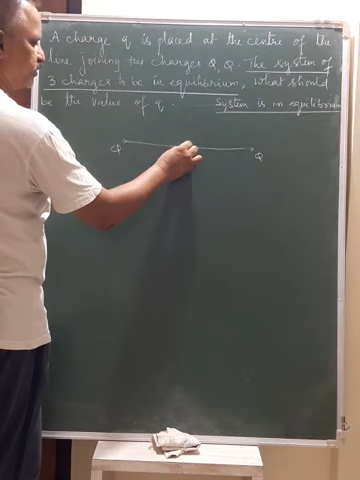 A charge q is placed at the centre of the
line joining two charges Q, Q. The system of
3 charges to be in equilibrium, what should
be the value of q. System is in equilibrium
Q Q